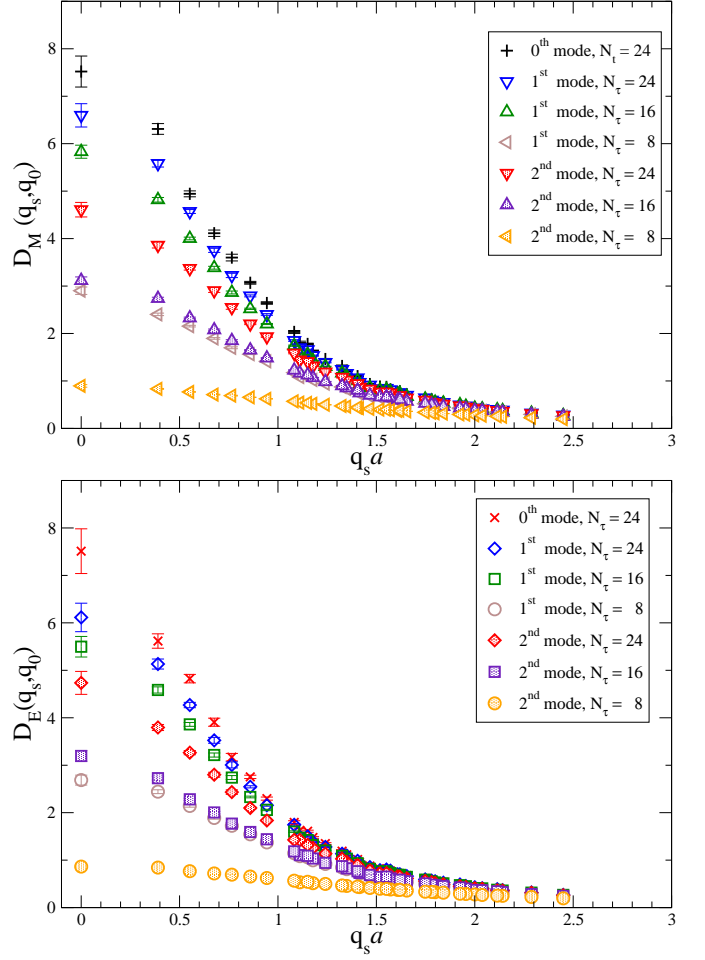 8
6
4
2
0
D_M (q_s,q_0)
0th mode, N_t = 24
1st mode, N_τ = 24
1st mode, N_τ = 16
1st mode, N_τ = 8
2nd mode, N_τ = 24
2nd mode, N_τ = 16
2nd mode, N_τ = 8
0 0.5 1 1.5 2 2.5 3
q_s a
8
6
4
2
0
D_E(q_s,q_0)
0th mode, N_τ = 24
1st mode, N_τ = 24
1st mode, N_τ = 16
1st mode, N_τ = 8
2nd mode, N_τ = 24
2nd mode, N_τ = 16
2nd mode, N_τ = 8
0 0.5 1 1.5 2 2.5 3
q_s a